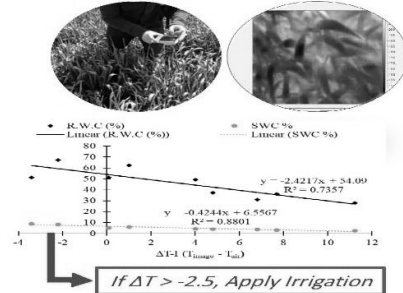 R.W.C (%) SWC %
Linear (R.W.C (%)) Linear (SWC %)
80
70
60
50
40
30
20
10
0
y = -2.4217x + 54.09
R² = 0.7357
y = -0.4244x + 6.5567
R² = 0.8801
-4 -2 0 2 4 6 8 10 12
ΔT-1 (Timage - Tair)
If ΔT > -2.5, Apply Irrigation